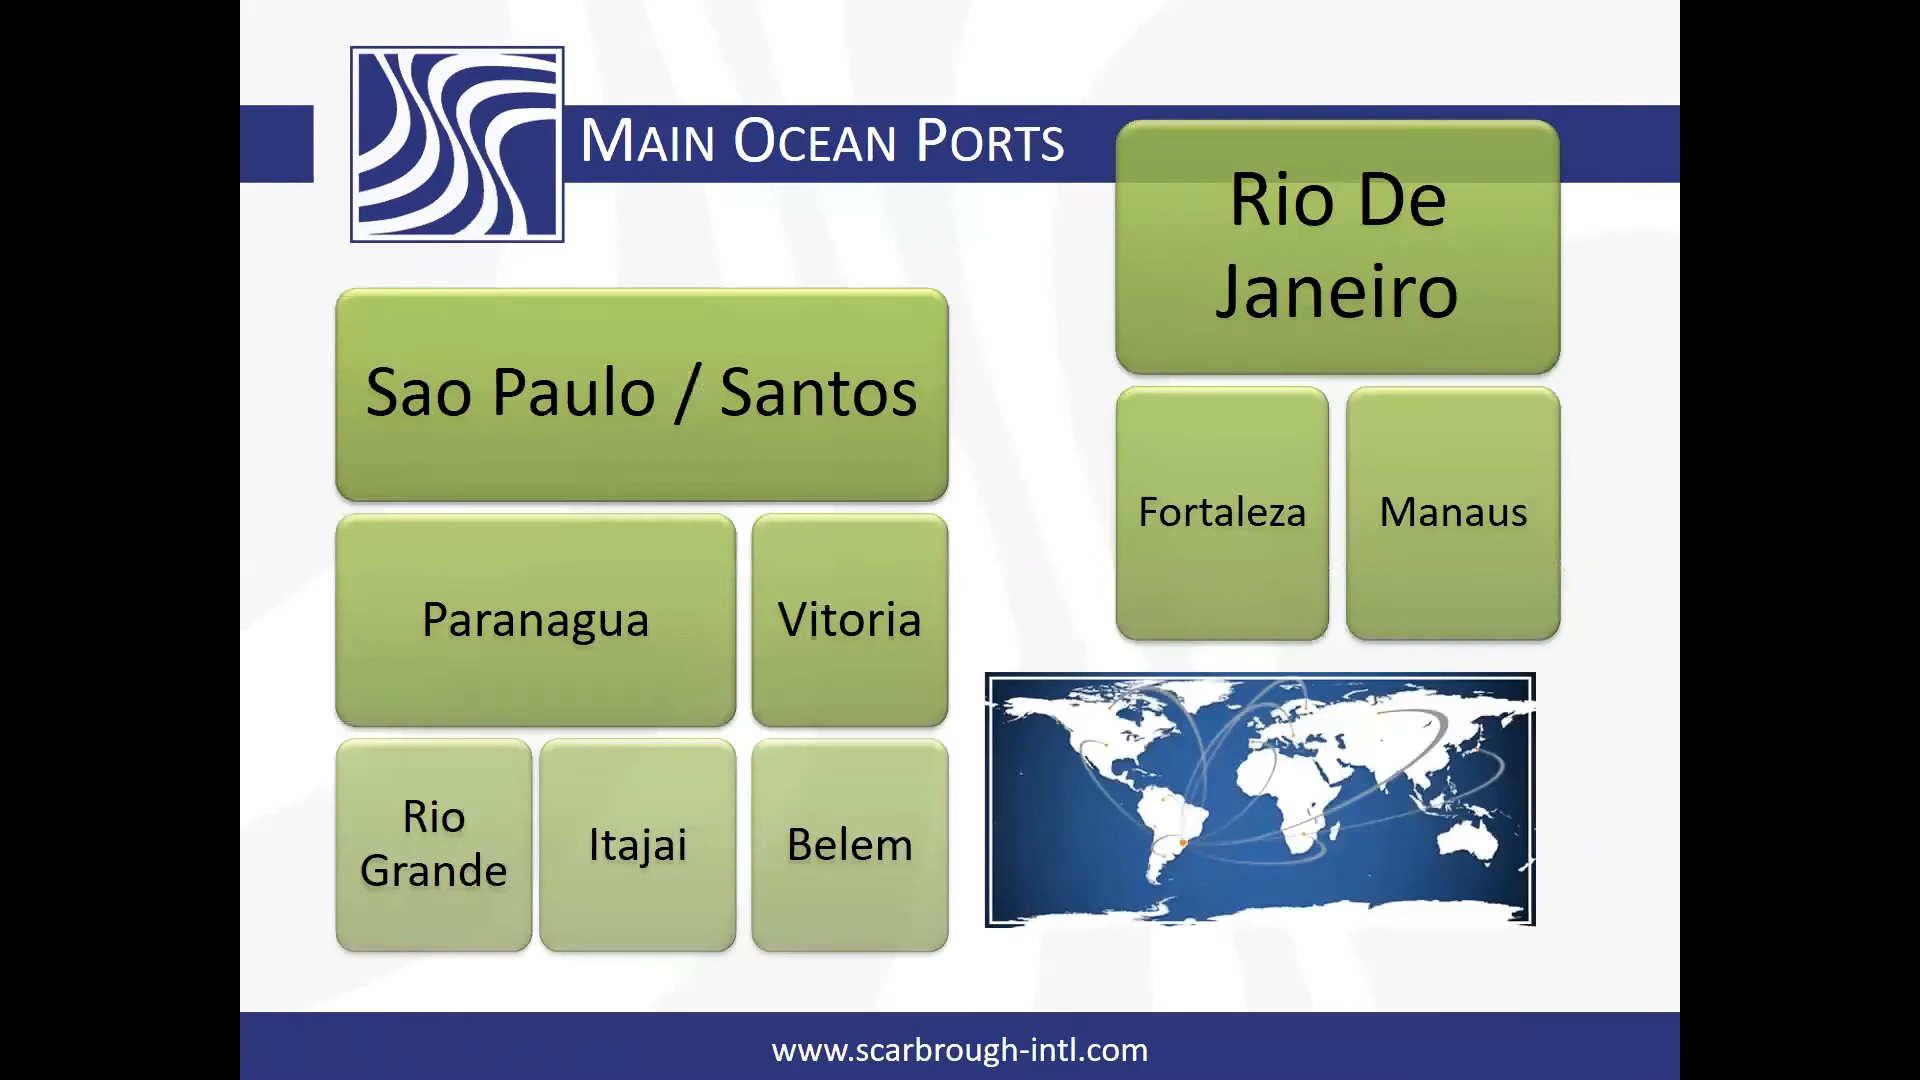 Main Ocean Ports
Rio De
Janeiro
Sao Paulo / Santos
Fortaleza
Manaus
Paranagua
Vitoria
Rio
Grande
Itajai
Belem
www.scarbrough-intl.com